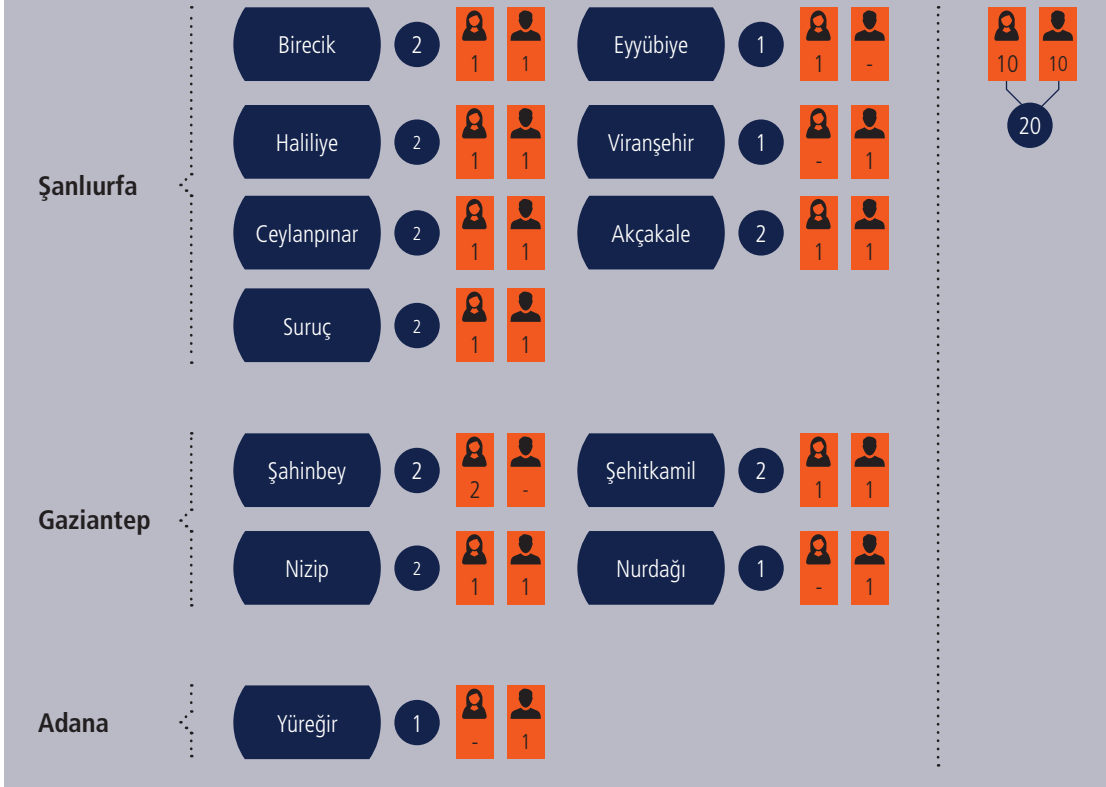 Birecik 2 1 1 Eyyübiye 1 1 - 10 10
20
Haliliye 2 1 1 Viranşehir 1 - 1
Şanlıurfa
Ceylanpınar 2 1 1 Akçakale 2 1 1
Suruç 2 1 1
Şahinbey 2 2 - Şehitkamil 2 1 1
Gaziantep
Nizip 2 1 1 Nurdağı 1 - 1
Adana Yüreğir 1 - 1